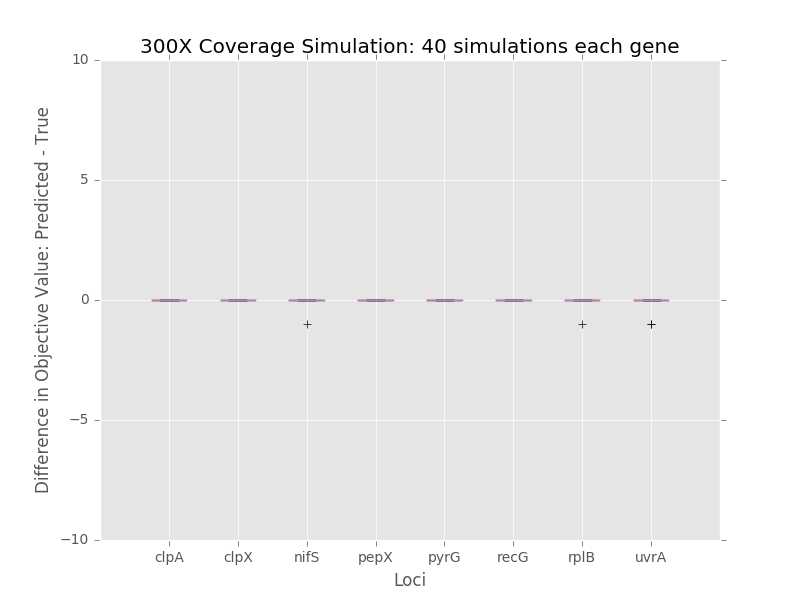 300X Coverage Simulation: 40 simulations each gene
10
5
0
−5
−10
Difference in Objective Value: Predicted - True
clpA clpX nifS pepX pyrG recG rplB uvrA
Loci